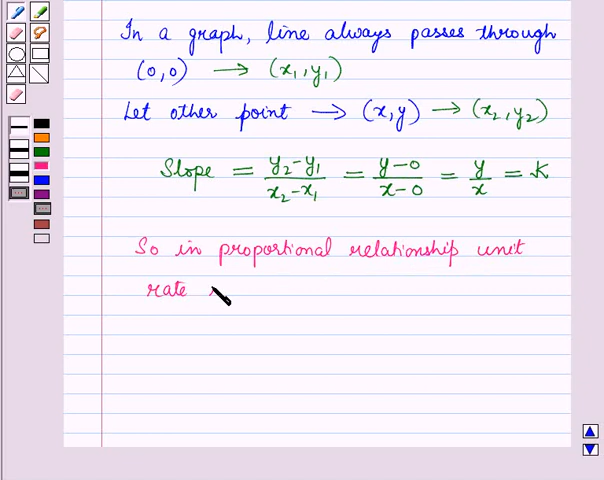 In a graph, line always passes through
(0,0) → (x₁,y₁)
Let other point → (x,y) → (x₂,y₂)
Slope = (y₂-y₁)/(x₂-x₁) = (y-0)/(x-0) = y/x = K
So in proportional relationship unit
rate